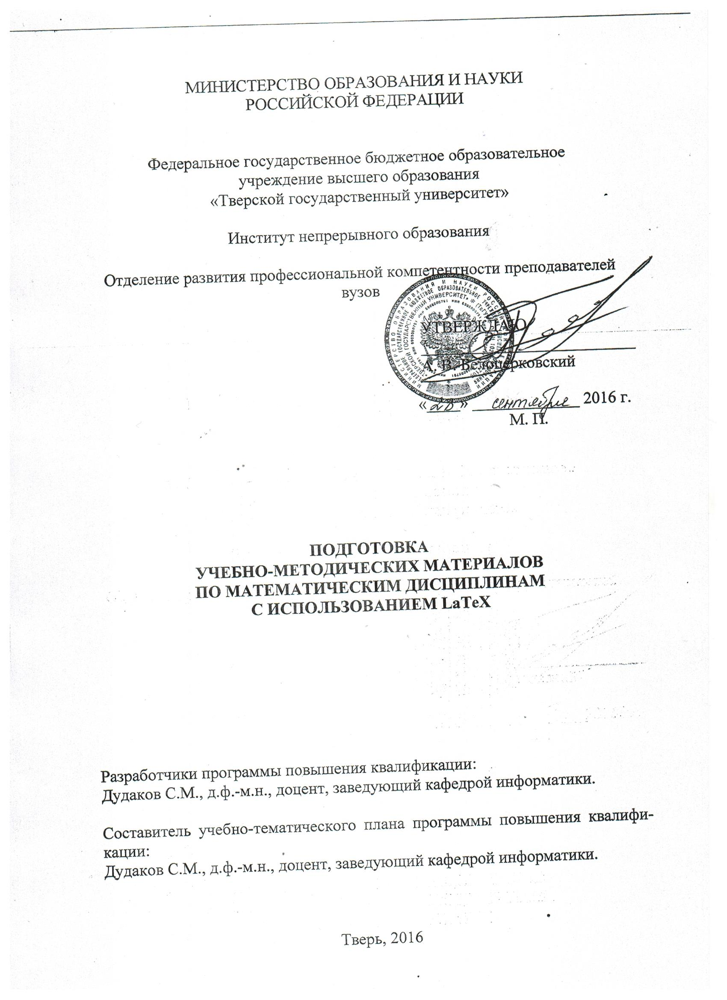 МИНИСТЕРСТВО ОБРАЗОВАНИЯ И НАУКИ
РОССИЙСКОЙ ФЕДЕРАЦИИ
Федеральное государственное бюджетное образовательное
учреждение высшего образования
«Тверской государственный университет»
Институт непрерывного образования
Отделение развития профессиональной компетентности преподавателей
вузов
УТВЕРЖДАЮ
А. В. Белоцерковский
« » сентября 2016 г.
М. П.
ПОДГОТОВКА
УЧЕБНО-МЕТОДИЧЕСКИХ МАТЕРИАЛОВ
ПО МАТЕМАТИЧЕСКИМ ДИСЦИПЛИНАМ
С ИСПОЛЬЗОВАНИЕМ LaTeX
Разработчики программы повышения квалификации:
Дудаков С.М., д.ф.-м.н., доцент, заведующий кафедрой информатики.
Составитель учебно-тематического плана программы повышения квалифи-
кации:
Дудаков С.М., д.ф.-м.н., доцент, заведующий кафедрой информатики.
Тверь, 2016